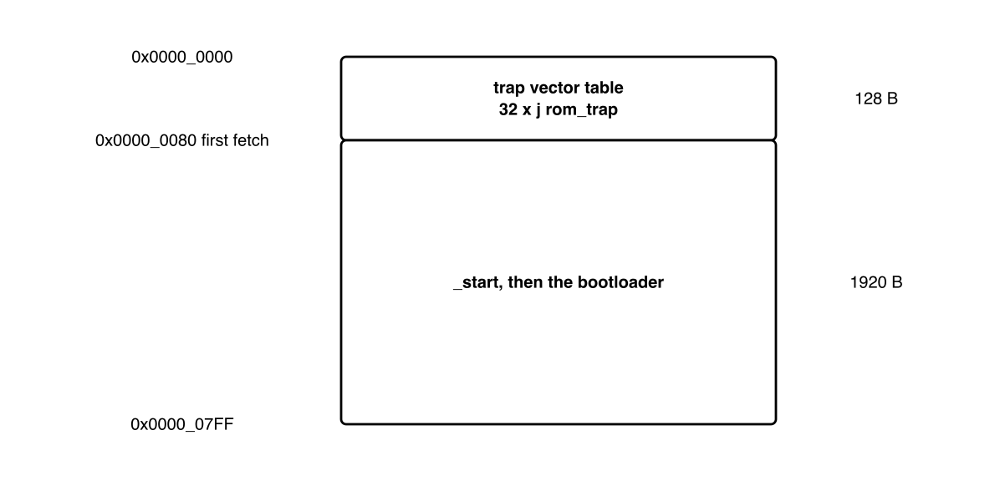 0x0000_0000
trap vector table
32 x j rom_trap
128 B
0x0000_0080 first fetch
_start, then the bootloader
1920 B
0x0000_07FF